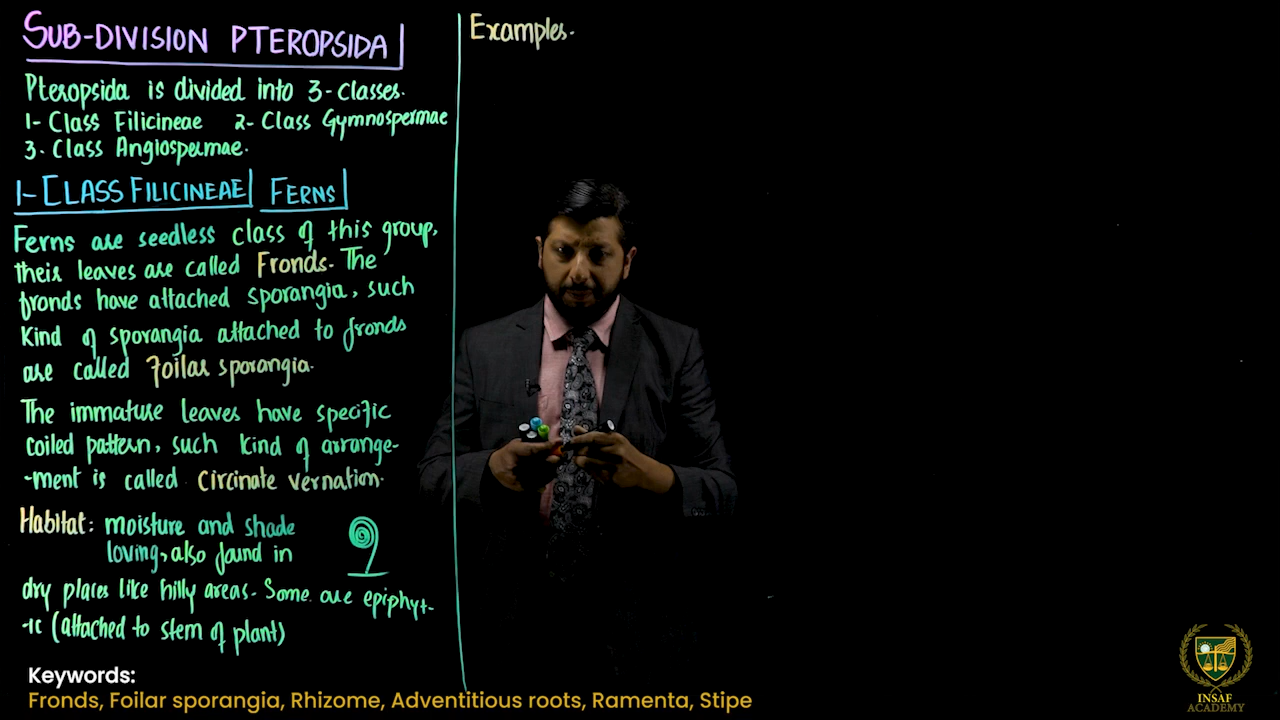 SUB-DIVISION PTEROPSIDA
Pteropsida is divided into 3-classes.
1- Class Filicineae 2- Class Gymnospermae
3. Class Angiospermae.
1- CLASS FILICINEAE FERNS
Ferns are seedless class of this group,
their leaves are called Fronds. The
fronds have attached sporangia, such
Kind of sporangia attached to fronds
are called Foilar sporangia.
The immature leaves have specific
coiled pattern, such kind of arrange-
-ment is called circinate vernation.
Habitat: moisture and shade
loving, also found in
dry places like hilly areas. Some are epiphyt-
-ic (attached to stem of plant)
Examples.
Keywords:
Fronds, Foilar sporangia, Rhizome, Adventitious roots, Ramenta, Stipe
INSAF
ACADEMY